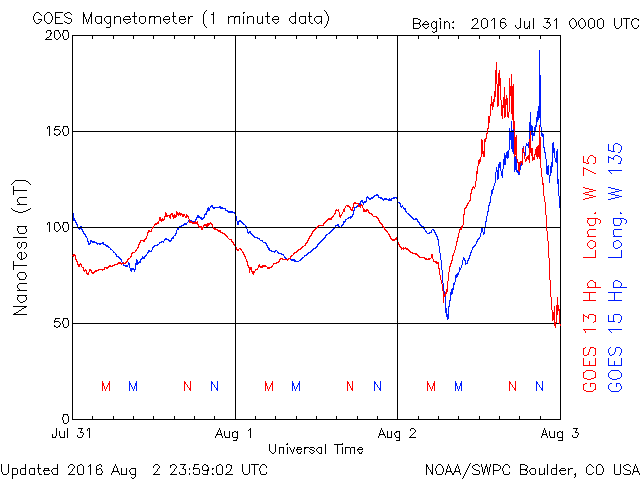 GOES Magnetometer (1 minute data)
Begin: 2016 Jul 31 0000 UTC
200
150
100
50
0
NanoTesla (nT)
M M N N M M N N M M N N
Jul 31 Aug 1 Aug 2 Aug 3
Universal Time
GOES 13 Hp Long. W 75
GOES 15 Hp Long. W 135
Updated 2016 Aug 2 23:59:02 UTC
NOAA/SWPC Boulder, CO USA